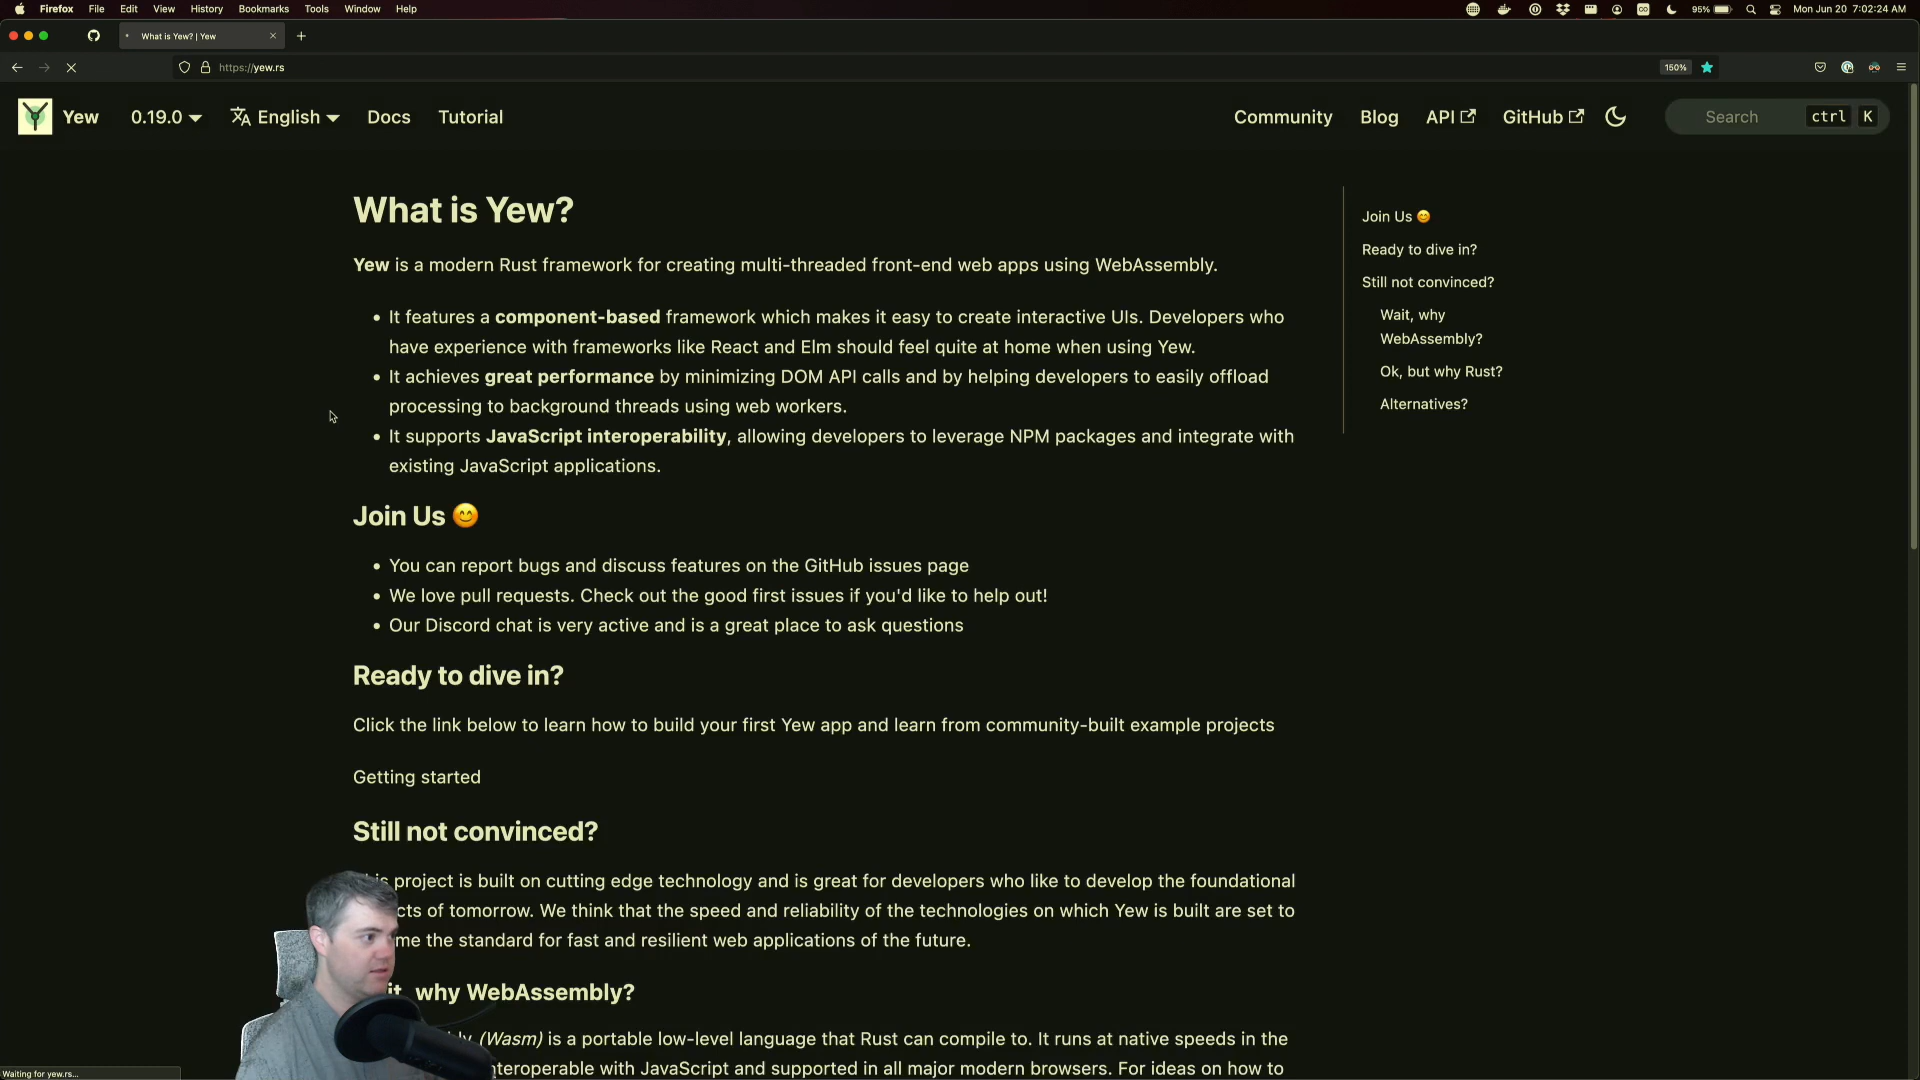 Firefox File Edit View History Bookmarks Tools Window Help 95% Mon Jun 20 7:02:24 AM
What is Yew? | Yew
https://yew.rs 150%
Yew 0.19.0 English Docs Tutorial Community Blog API GitHub Search ctrl K
What is Yew?
Yew is a modern Rust framework for creating multi-threaded front-end web apps using WebAssembly.
• It features a component-based framework which makes it easy to create interactive UIs. Developers who
have experience with frameworks like React and Elm should feel quite at home when using Yew.
• It achieves great performance by minimizing DOM API calls and by helping developers to easily offload
processing to background threads using web workers.
• It supports JavaScript interoperability, allowing developers to leverage NPM packages and integrate with
existing JavaScript applications.
Join Us 😊
• You can report bugs and discuss features on the GitHub issues page
• We love pull requests. Check out the good first issues if you'd like to help out!
• Our Discord chat is very active and is a great place to ask questions
Ready to dive in?
Click the link below to learn how to build your first Yew app and learn from community-built example projects
Getting started
Still not convinced?
project is built on cutting edge technology and is great for developers who like to develop the foundational
of tomorrow. We think that the speed and reliability of the technologies on which Yew is built are set to
the standard for fast and resilient web applications of the future.
why WebAssembly?
(Wasm) is a portable low-level language that Rust can compile to. It runs at native speeds in the
with JavaScript and supported in all major modern browsers. For ideas on how to
Join Us 😊
Ready to dive in?
Still not convinced?
Wait, why
WebAssembly?
Ok, but why Rust?
Alternatives?
Waiting for yew.rs...